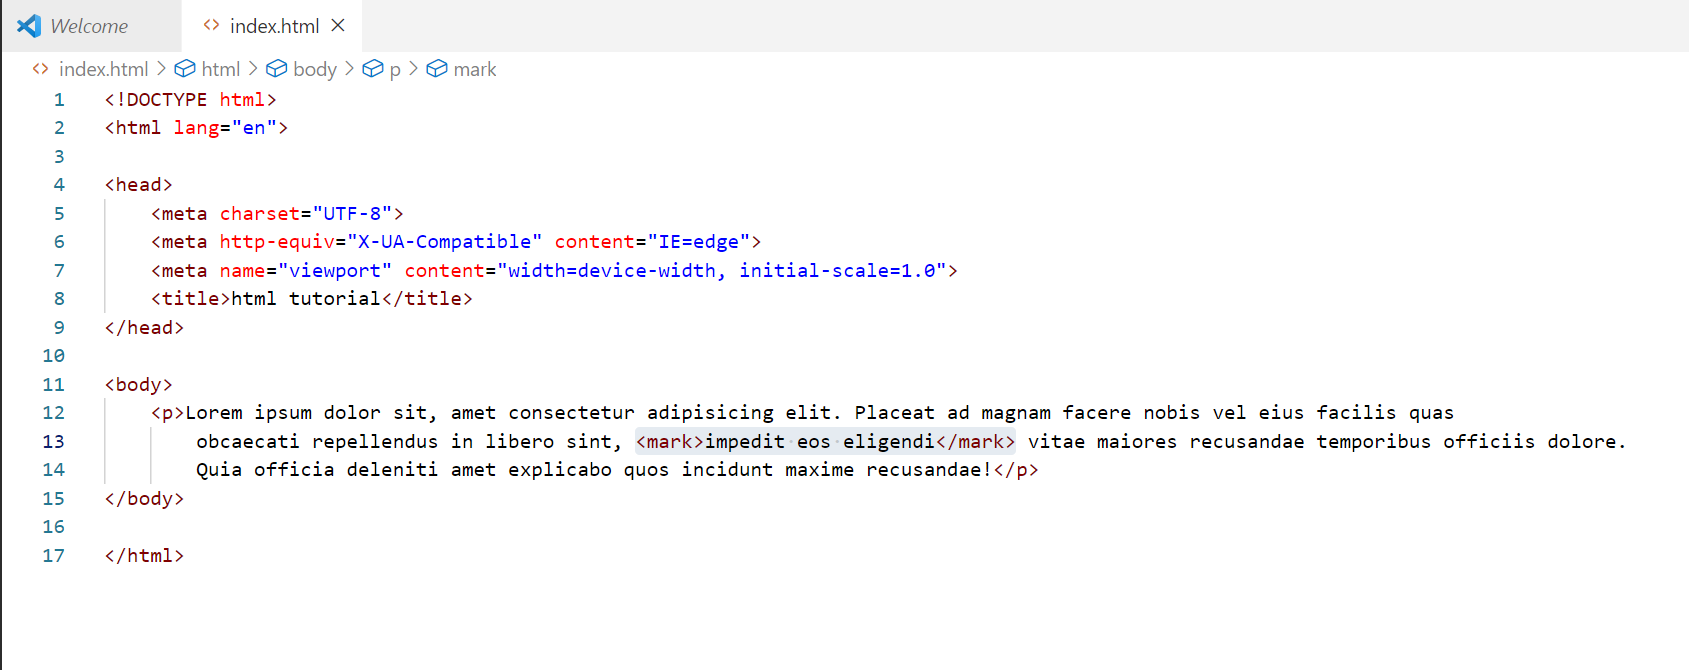 Welcome index.html
index.html > html > body > p > mark
1 <!DOCTYPE html>
2 <html lang="en">
3
4 <head>
5     <meta charset="UTF-8">
6     <meta http-equiv="X-UA-Compatible" content="IE=edge">
7     <meta name="viewport" content="width=device-width, initial-scale=1.0">
8     <title>html tutorial</title>
9 </head>
10
11 <body>
12     <p>Lorem ipsum dolor sit, amet consectetur adipisicing elit. Placeat ad magnam facere nobis vel eius facilis quas
13         obcaecati repellendus in libero sint, <mark>impedit eos eligendi</mark> vitae maiores recusandae temporibus officiis dolore.
14         Quia officia deleniti amet explicabo quos incidunt maxime recusandae!</p>
15 </body>
16
17 </html>